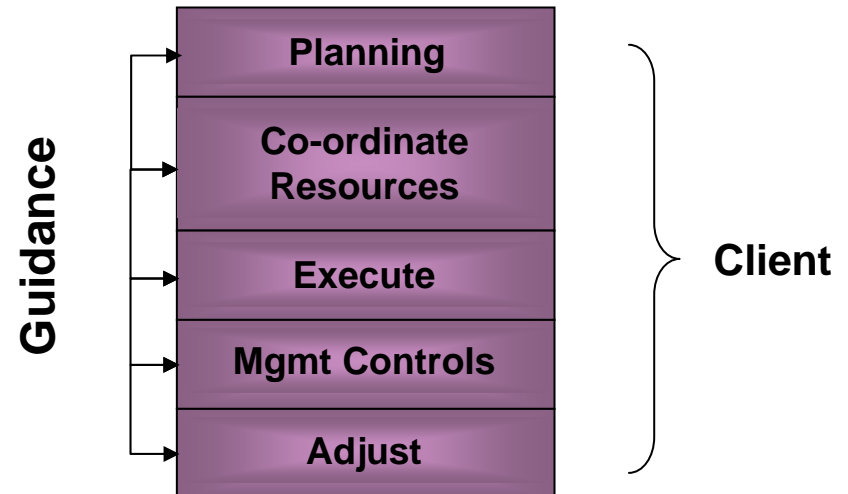 Guidance
Planning
Co-ordinate
Resources
Execute
Mgmt Controls
Adjust
Client